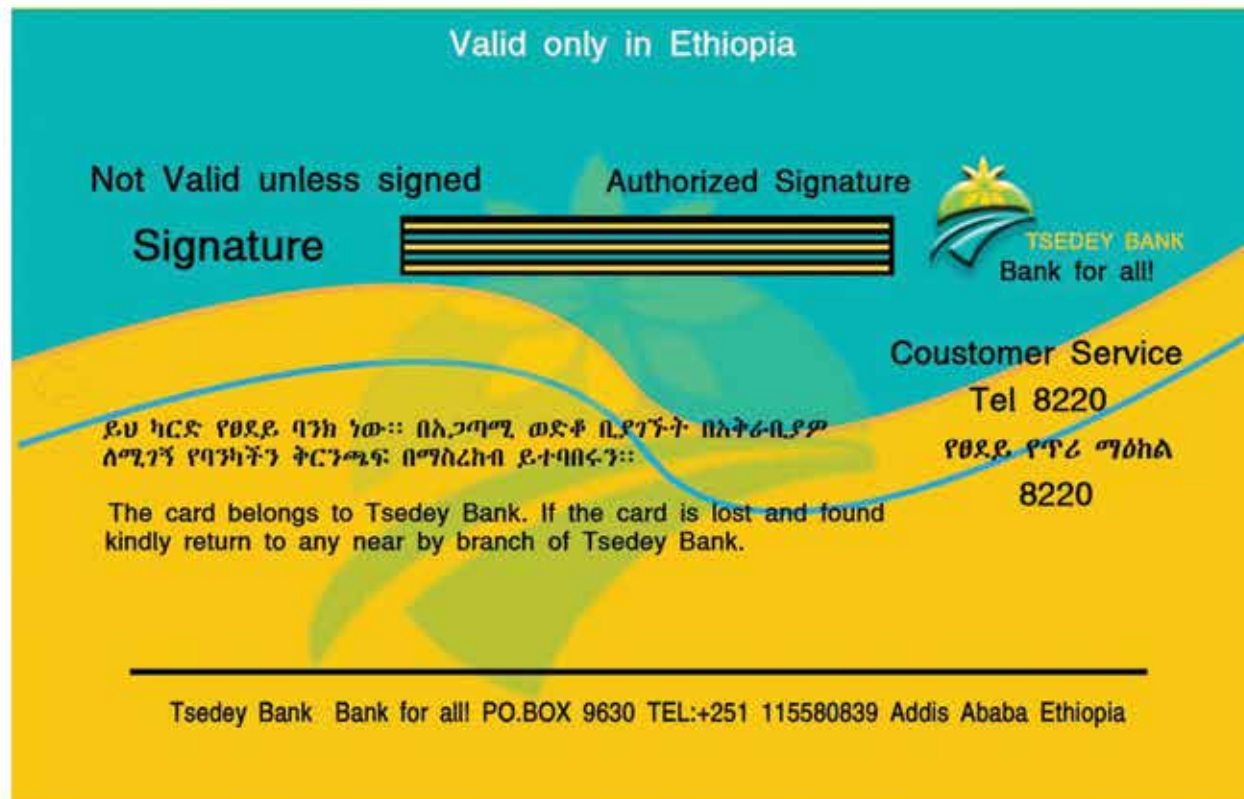 Valid only in Ethiopia
Not Valid unless signed
Authorized Signature
Signature
TSEDEY BANK
Bank for all!
Coustomer Service
Tel 8220
የፀደይ የጥሪ ማዕከል
8220
ይህ ካርድ የፀደይ ባንክ ነው። በአጋጣሚ ወድቆ ቢያገኙት በአቅራቢያዎ
ለሚገኝ የባንካችን ቅርንጫፍ በማስረከብ ይተባበሩን።
The card belongs to Tsedey Bank. If the card is lost and found
kindly return to any near by branch of Tsedey Bank.
Tsedey Bank Bank for all! PO.BOX 9630 TEL:+251 115580839 Addis Ababa Ethiopia